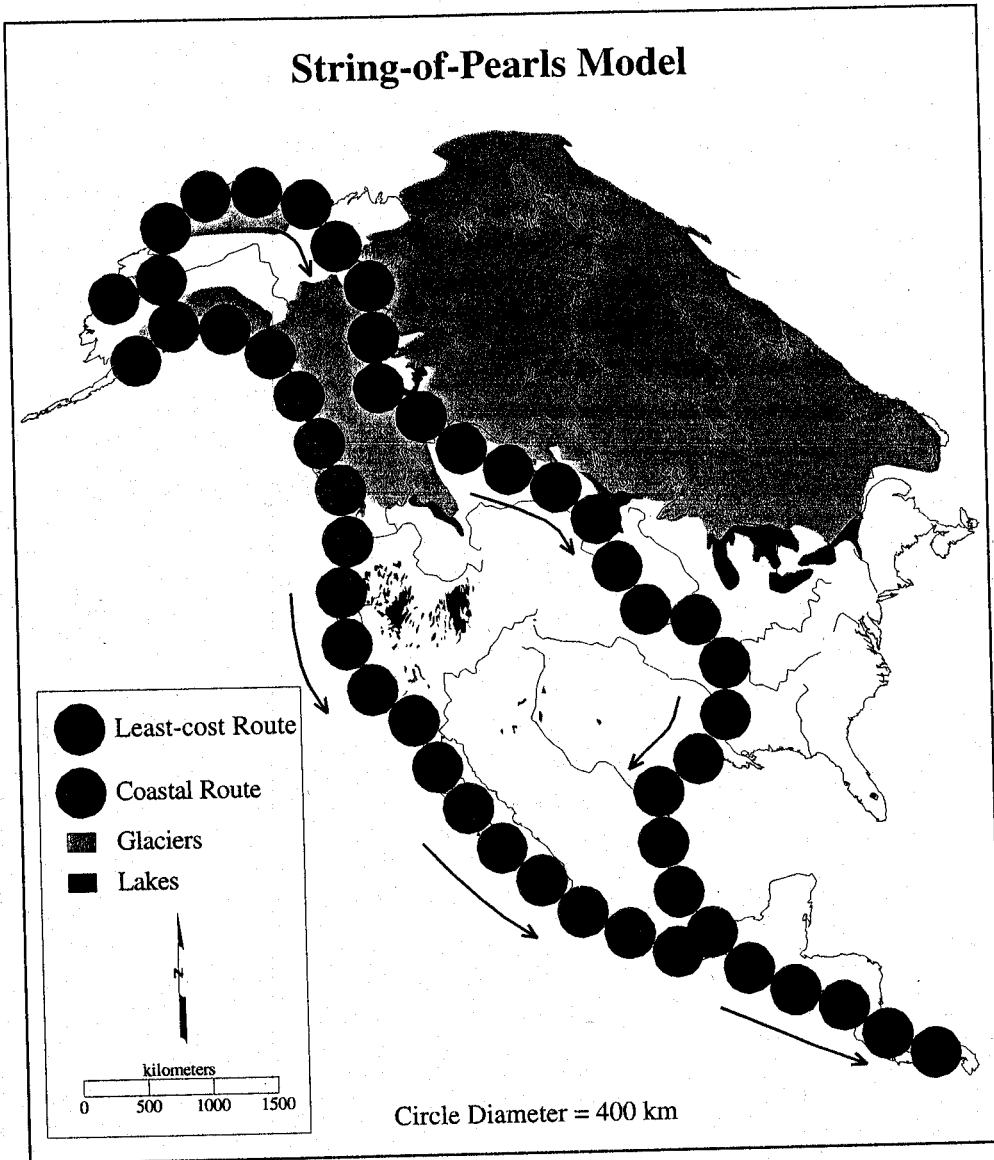 String-of-Pearls Model
Least-cost Route
Coastal Route
Glaciers
Lakes
N
kilometers
0 500 1000 1500
Circle Diameter = 400 km